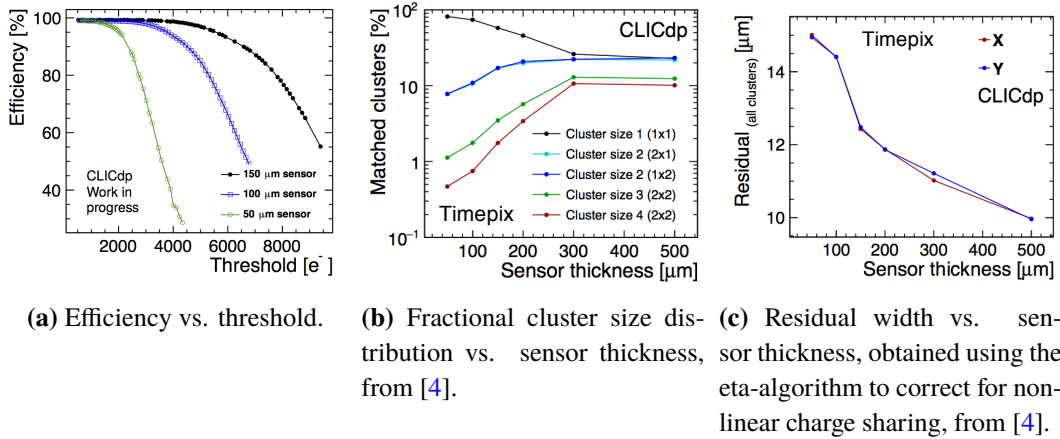 Efficiency [%]
100
80
60
40
CLICdp
Work in
progress
150 μm sensor
100 μm sensor
50 μm sensor
2000 4000 6000 8000
Threshold [e⁻]
Matched clusters [%]
10²
10
1
10⁻¹
CLICdp
Cluster size 1 (1x1)
Cluster size 2 (2x1)
Cluster size 2 (1x2)
Cluster size 3 (2x2)
Cluster size 4 (2x2)
Timepix
100 200 300 400 500
Sensor thickness [μm]
Residual (all clusters) [μm]
14
12
10
Timepix
X
Y
CLICdp
100 200 300 400 500
Sensor thickness [μm]
(a) Efficiency vs. threshold.
(b) Fractional cluster size dis-
tribution vs. sensor thickness,
from [4].
(c) Residual width vs. sen-
sor thickness, obtained using the
eta-algorithm to correct for non-
linear charge sharing, from [4].